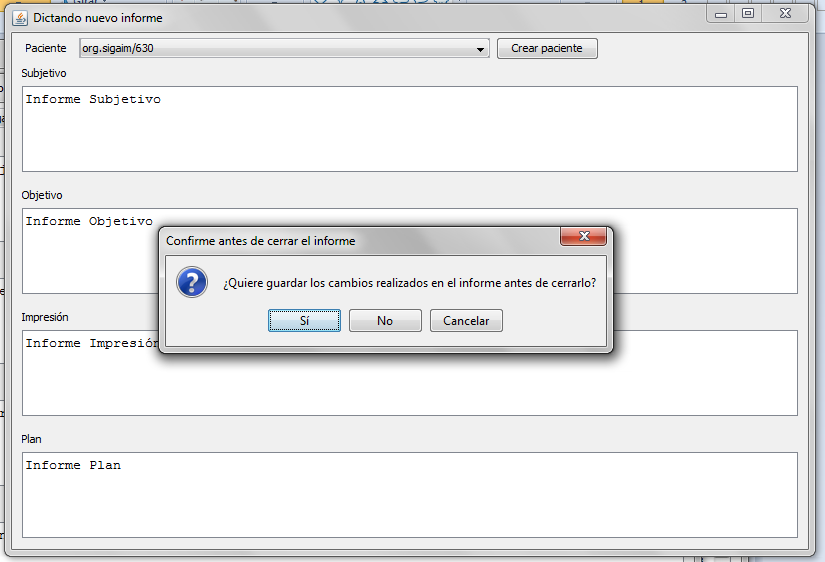 Dictando nuevo informe
Paciente org.sigaim/630 Crear paciente
Subjetivo
Informe Subjetivo
Objetivo
Informe Objetivo
Confirme antes de cerrar el informe
¿Quiere guardar los cambios realizados en el informe antes de cerrarlo?
Sí No Cancelar
Impresión
Informe Impresión
Plan
Informe Plan